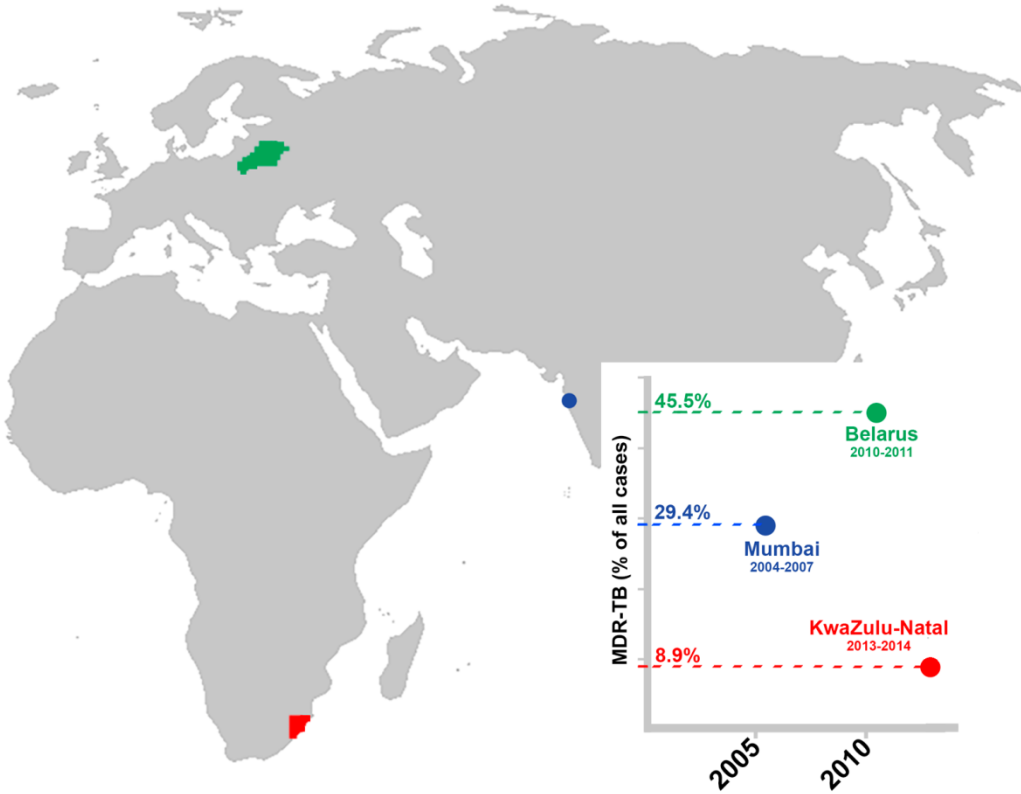 45.5%
Belarus
2010-2011
29.4%
Mumbai
2004-2007
KwaZulu-Natal
2013-2014
8.9%
MDR-TB (% of all cases)
2005
2010